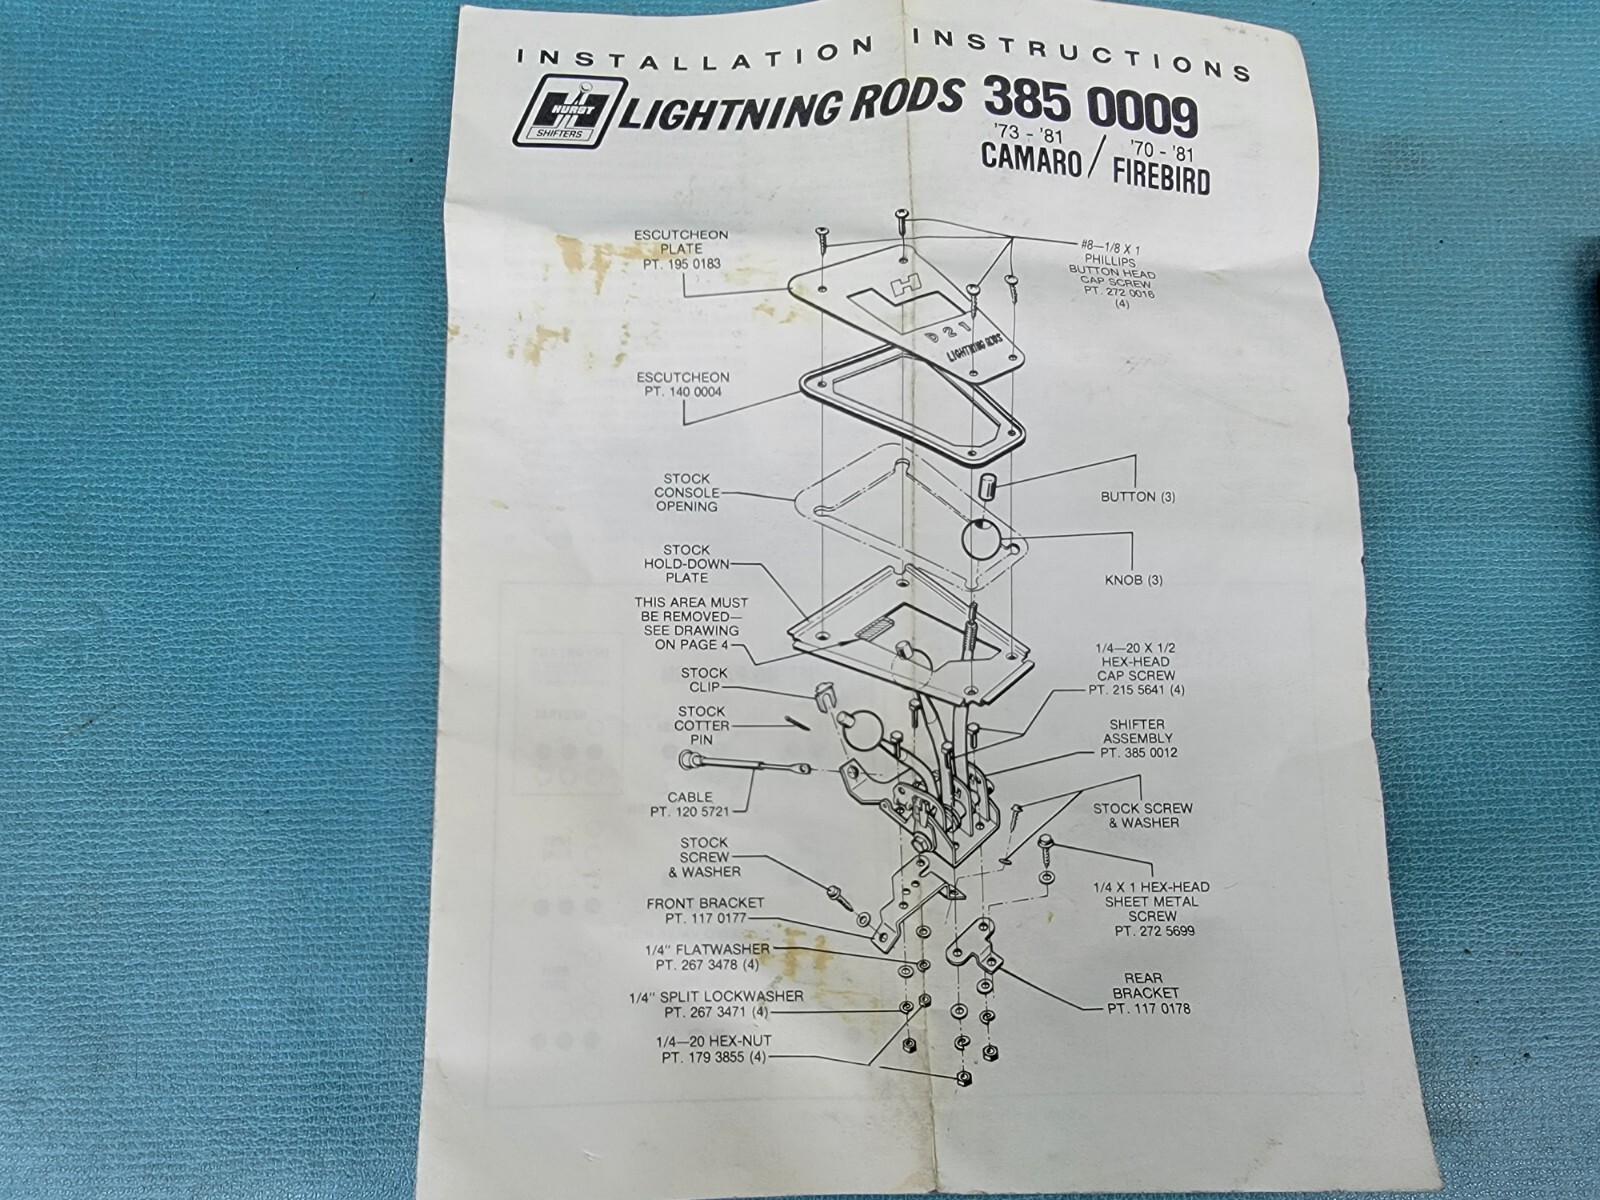 INSTALLATION INSTRUCTIONS
HURST
SHIFTERS
LIGHTNING RODS 385 0009
'73 - '81
CAMARO / '70 - '81
FIREBIRD
ESCUTCHEON
PLATE
PT. 195 0183
#8—1/8 X 1
PHILLIPS
BUTTON HEAD
CAP SCREW
PT. 272 0016
(4)
H
D 2 1
LIGHTNING RODS
ESCUTCHEON
PT. 140 0004
STOCK
CONSOLE
OPENING
BUTTON (3)
STOCK
HOLD-DOWN
PLATE
KNOB (3)
THIS AREA MUST
BE REMOVED—
SEE DRAWING
ON PAGE 4
1/4—20 X 1/2
HEX-HEAD
CAP SCREW
PT. 215 5641 (4)
STOCK
CLIP
STOCK
COTTER
PIN
SHIFTER
ASSEMBLY
PT. 385 0012
CABLE
PT. 120 5721
STOCK SCREW
& WASHER
STOCK
SCREW
& WASHER
1/4 X 1 HEX-HEAD
SHEET METAL
SCREW
PT. 272 5699
FRONT BRACKET
PT. 117 0177
1/4" FLATWASHER
PT. 267 3478 (4)
REAR
BRACKET
PT. 117 0178
1/4" SPLIT LOCKWASHER
PT. 267 3471 (4)
1/4—20 HEX-NUT
PT. 179 3855 (4)